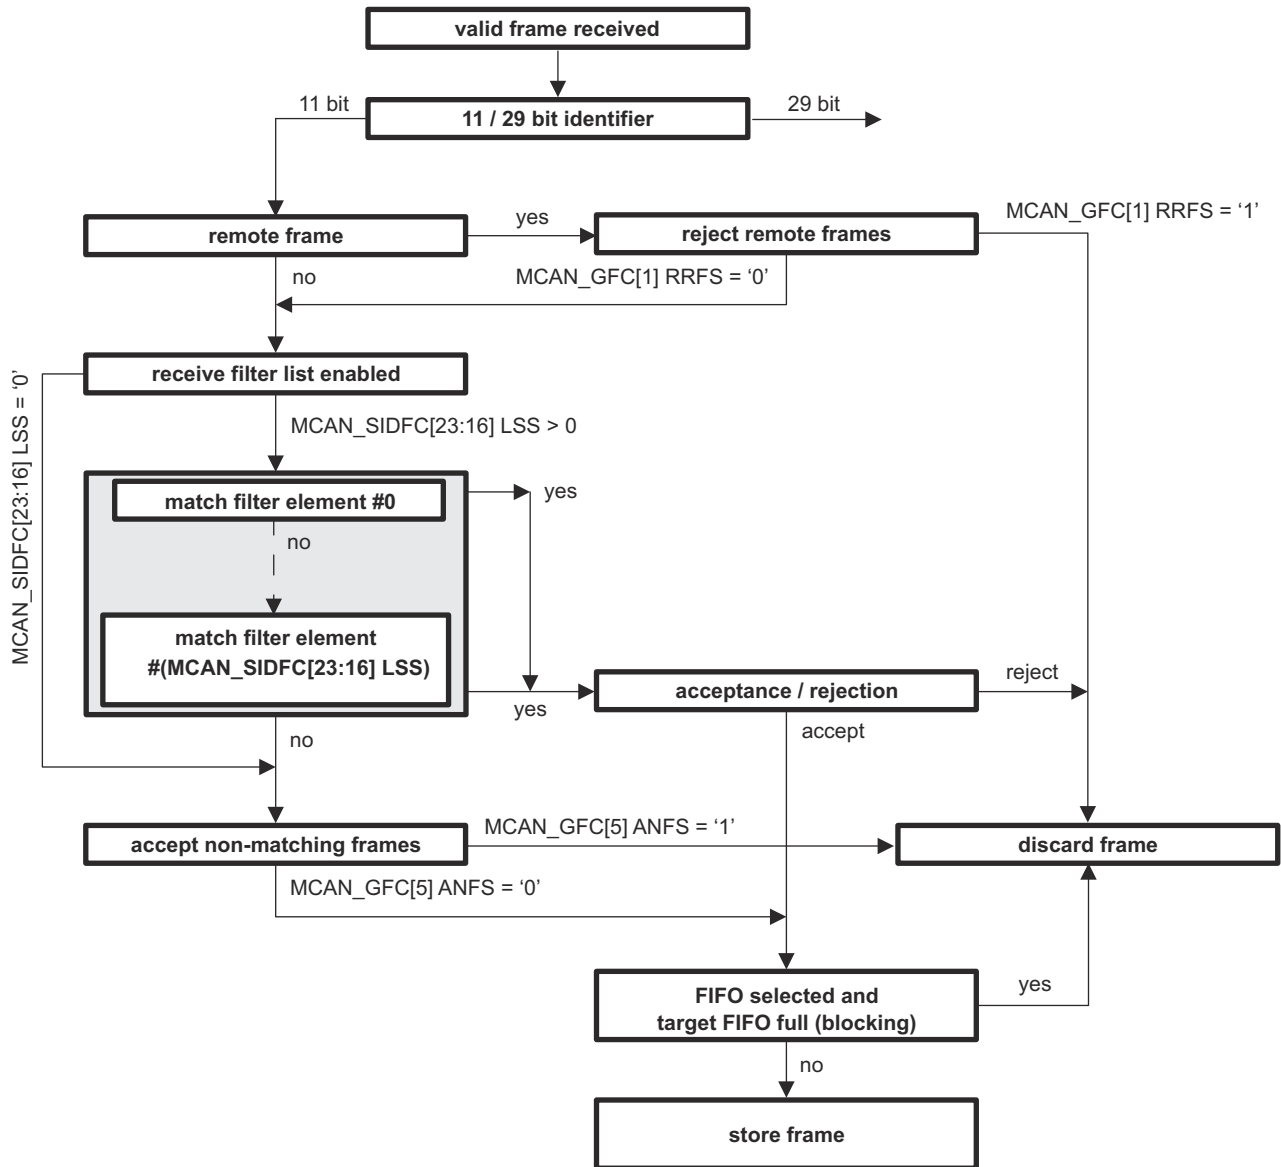 valid frame received
11 bit
11 / 29 bit identifier
29 bit
remote frame
yes
reject remote frames
MCAN_GFC[1] RRFS = ‘1’
no
MCAN_GFC[1] RRFS = ‘0’
receive filter list enabled
MCAN_SIDFC[23:16] LSS = ‘0’
MCAN_SIDFC[23:16] LSS > 0
match filter element #0
yes
no
match filter element
#(MCAN_SIDFC[23:16] LSS)
yes
acceptance / rejection
reject
accept
no
accept non-matching frames
MCAN_GFC[5] ANFS = ‘1’
discard frame
MCAN_GFC[5] ANFS = ‘0’
FIFO selected and
target FIFO full (blocking)
yes
no
store frame